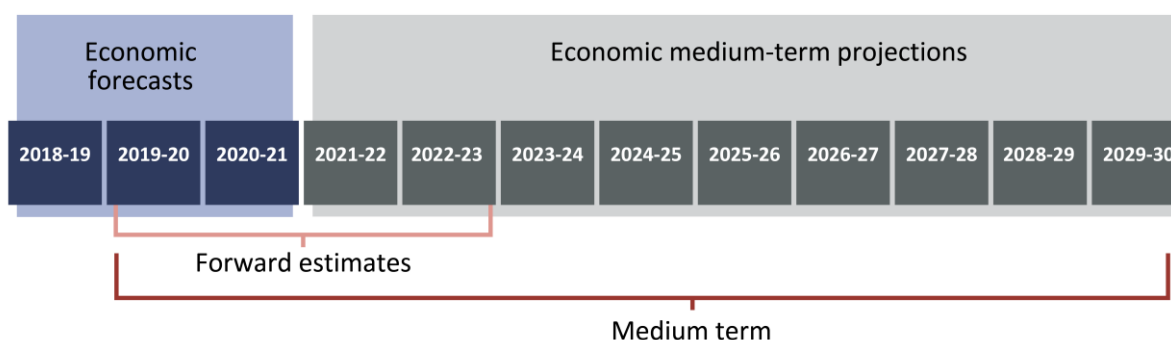 Economic
forecasts
Economic medium-term projections
2018-19 2019-20 2020-21 2021-22 2022-23 2023-24 2024-25 2025-26 2026-27 2027-28 2028-29 2029-30
Forward estimates
Medium term